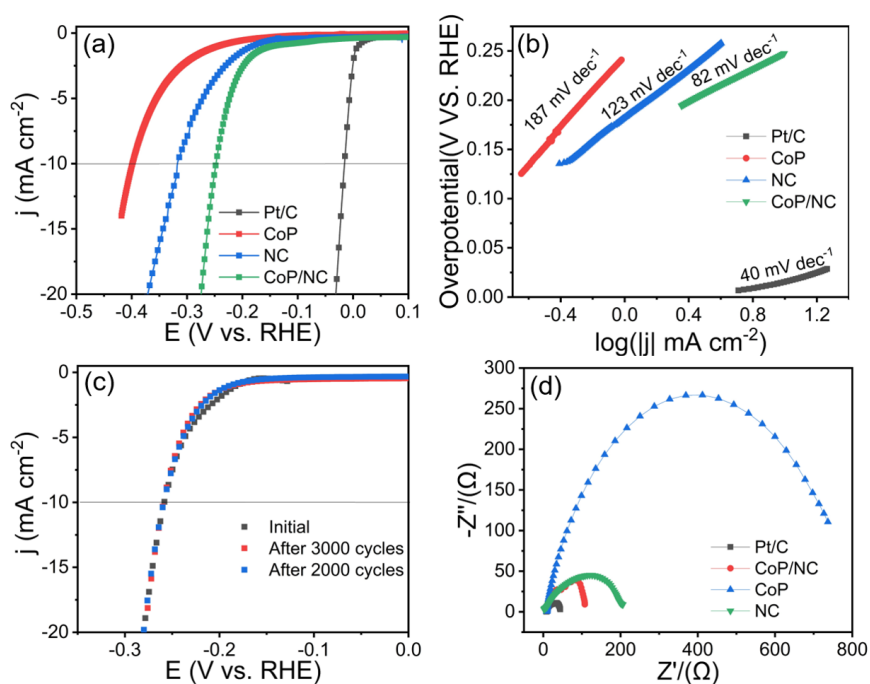 (a)
0
-5
-10
-15
-20
j (mA cm⁻²)
Pt/C
CoP
NC
CoP/NC
-0.5 -0.4 -0.3 -0.2 -0.1 0.0 0.1
E (V vs. RHE)
(b)
0.25
0.20
0.15
0.10
0.05
0.00
Overpotential(V VS. RHE)
187 mV dec⁻¹
123 mV dec⁻¹
82 mV dec⁻¹
40 mV dec⁻¹
Pt/C
CoP
NC
CoP/NC
-0.4 0.0 0.4 0.8 1.2
log(|j| mA cm⁻²)
(c)
0
-5
-10
-15
-20
j (mA cm⁻²)
Initial
After 3000 cycles
After 2000 cycles
-0.3 -0.2 -0.1 0.0
E (V vs. RHE)
(d)
300
250
200
150
100
50
0
-Z"/(Ω)
Pt/C
CoP/NC
CoP
NC
0 200 400 600 800
Z'/(Ω)